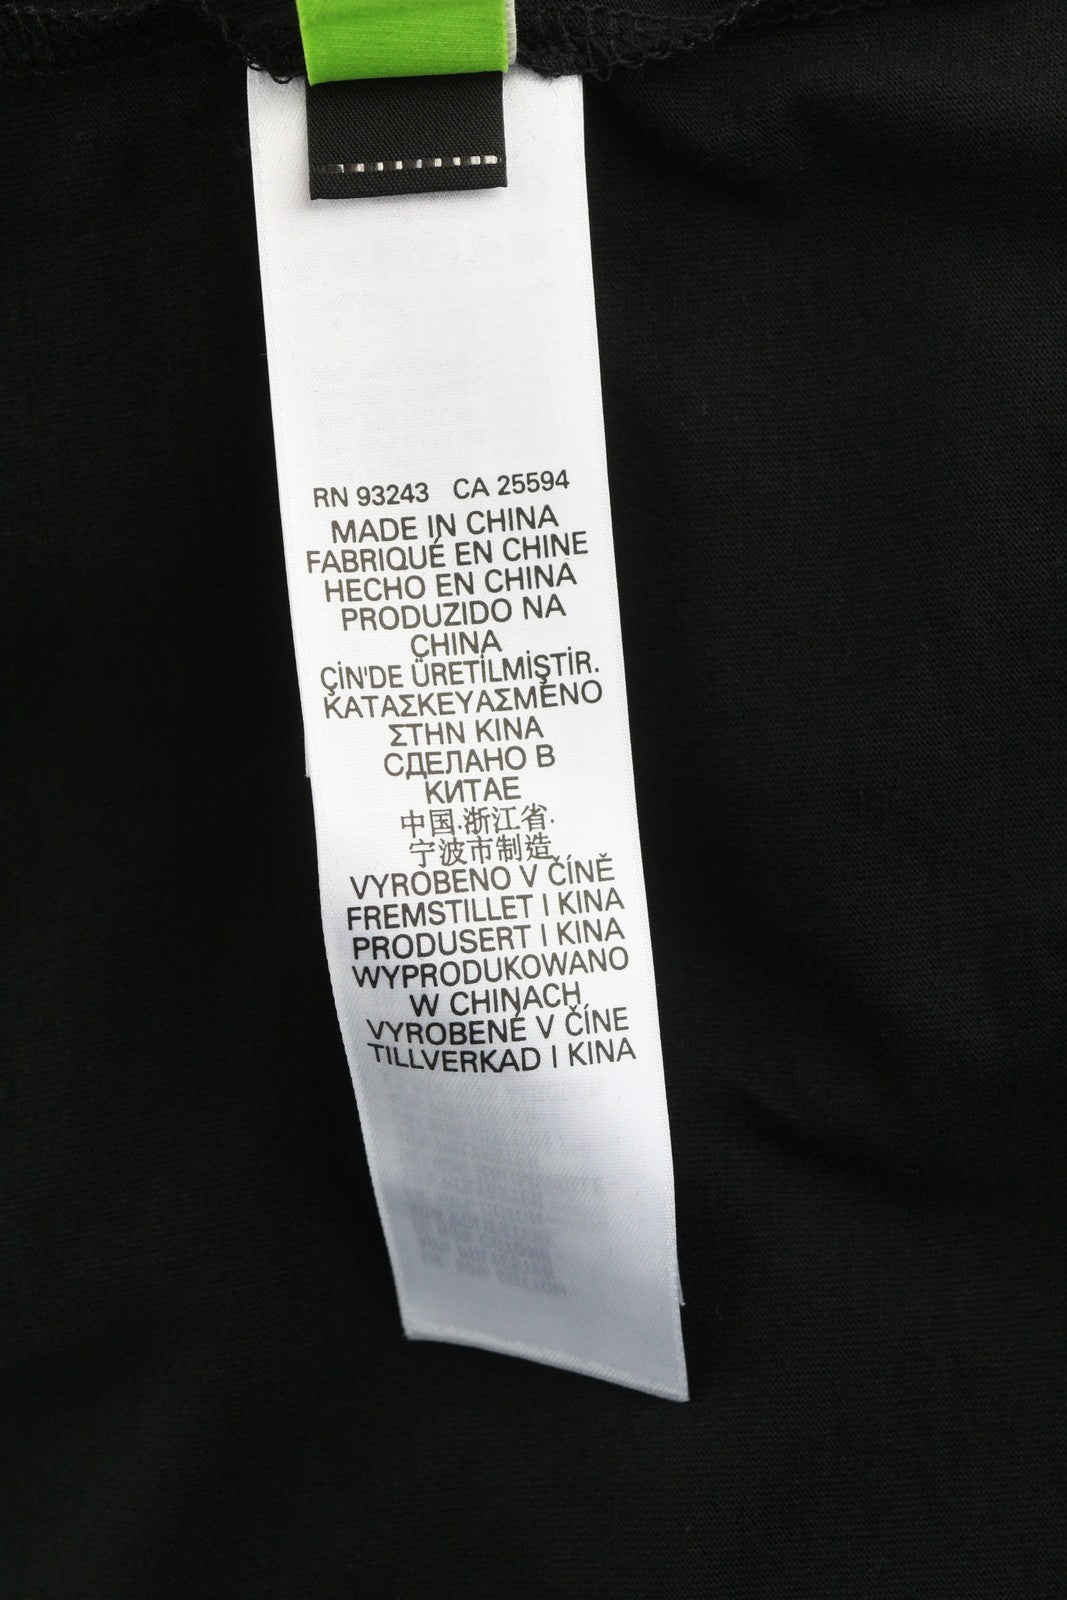 RN 93243 CA 25594
MADE IN CHINA
FABRIQUÉ EN CHINE
HECHO EN CHINA
PRODUZIDO NA
CHINA
ÇİN'DE ÜRETİLMİŞTİR.
ΚΑΤΑΣΚΕΥΑΣΜΕΝΟ
ΣΤΗΝ ΚΙΝΑ
СДЕЛАНО В
КИТАЕ
中国.浙江省.
宁波市制造
VYROBENO V ČÍNĚ
FREMSTILLET I KINA
PRODUSERT I KINA
WYPRODUKOWANO
W CHINACH
VYROBENÉ V ČÍNE
TILLVERKAD I KINA